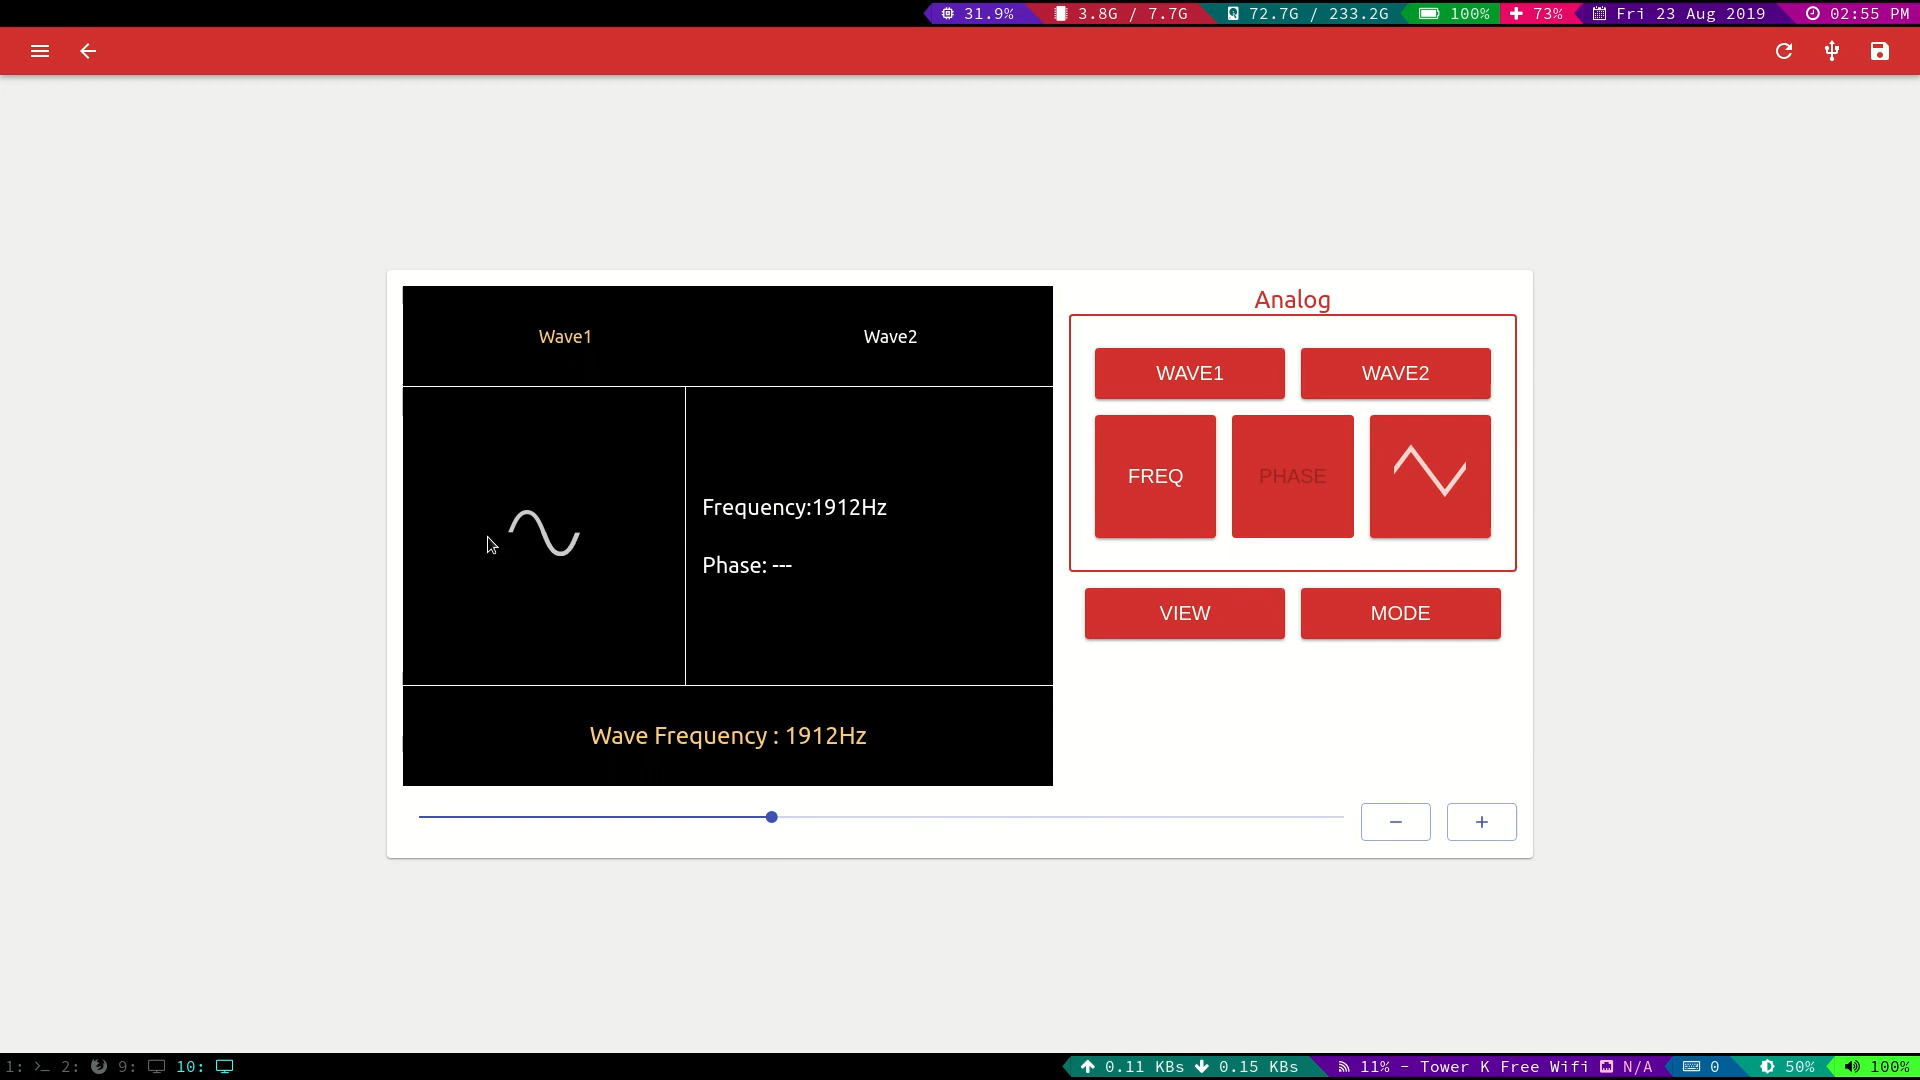 31.9% 3.8G / 7.7G 72.7G / 233.2G 100% 73% Fri 23 Aug 2019 02:55 PM
Wave1 Wave2
Frequency:1912Hz
Phase: ---
Wave Frequency : 1912Hz
Analog
WAVE1 WAVE2
FREQ PHASE
VIEW MODE
− +
1: 2: 9: 10: 0.11 KBs 0.15 KBs 11% - Tower K Free Wifi N/A 0 50% 100%